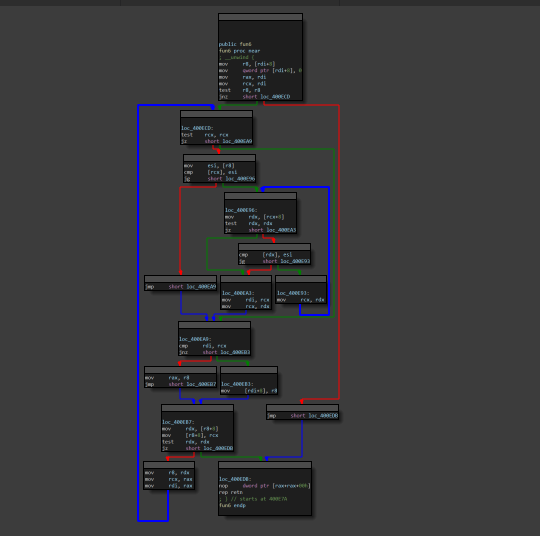 public fun6
fun6 proc near
; __unwind {
mov r8, [rdi+8]
mov qword ptr [rdi+8], 0
mov rax, rdi
mov rcx, rdi
test r8, r8
jnz short loc_400ECD
loc_400ECD:
test rcx, rcx
jz short loc_400EA9
mov esi, [r8]
cmp [rcx], esi
jg short loc_400E96
loc_400E96:
mov rdx, [rcx+8]
test rdx, rdx
jz short loc_400EA3
cmp [rdx], esi
jg short loc_400E93
jmp short loc_400EA9
loc_400EA3:
mov rdi, rcx
mov rcx, rdx
loc_400E93:
mov rcx, rdx
loc_400EA9:
cmp rdi, rcx
jnz short loc_400EB3
mov rax, r8
jmp short loc_400EB7
loc_400EB3:
mov [rdi+8], r8
loc_400EB7:
mov rdx, [r8+8]
mov [r8+8], rcx
test rdx, rdx
jz short loc_400ED8
jmp short loc_400ED8
mov r8, rdx
mov rcx, rax
mov rdi, rax
loc_400ED8:
nop dword ptr [rax+rax+00h]
rep retn
; } // starts at 400E7A
fun6 endp